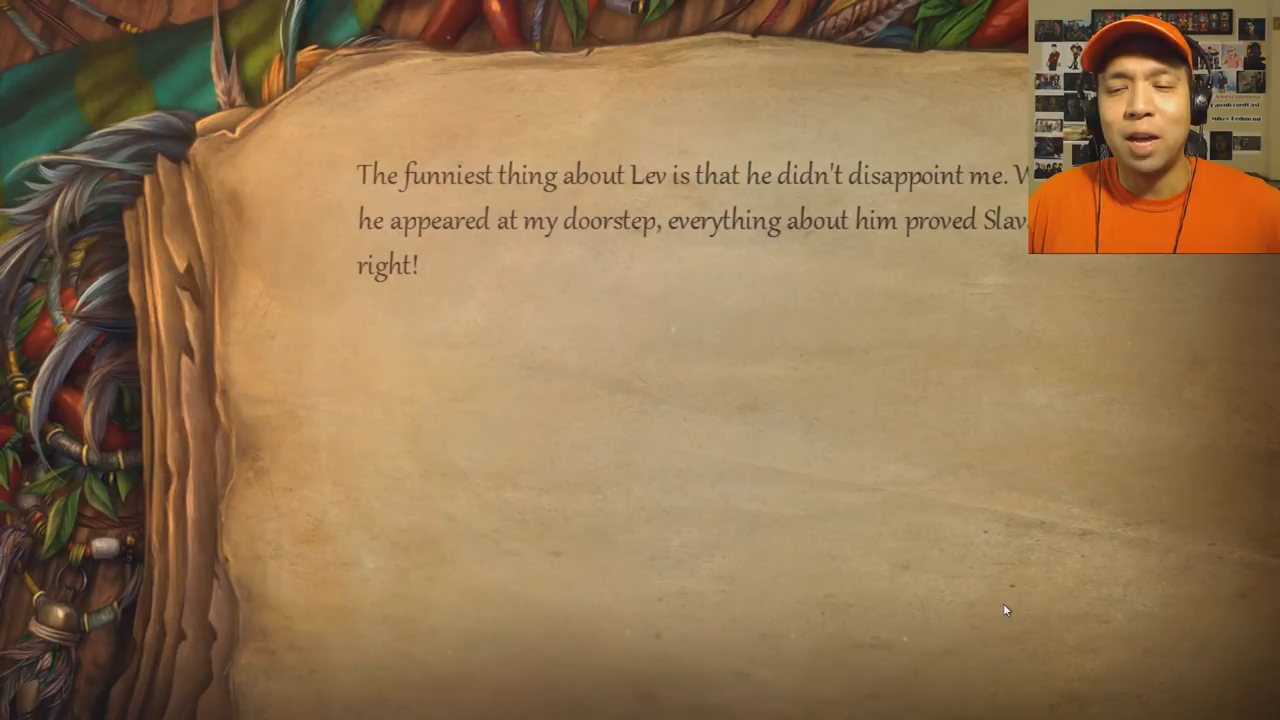 The funniest thing about Lev is that he didn't disappoint me.
he appeared at my doorstep, everything about him proved
right!